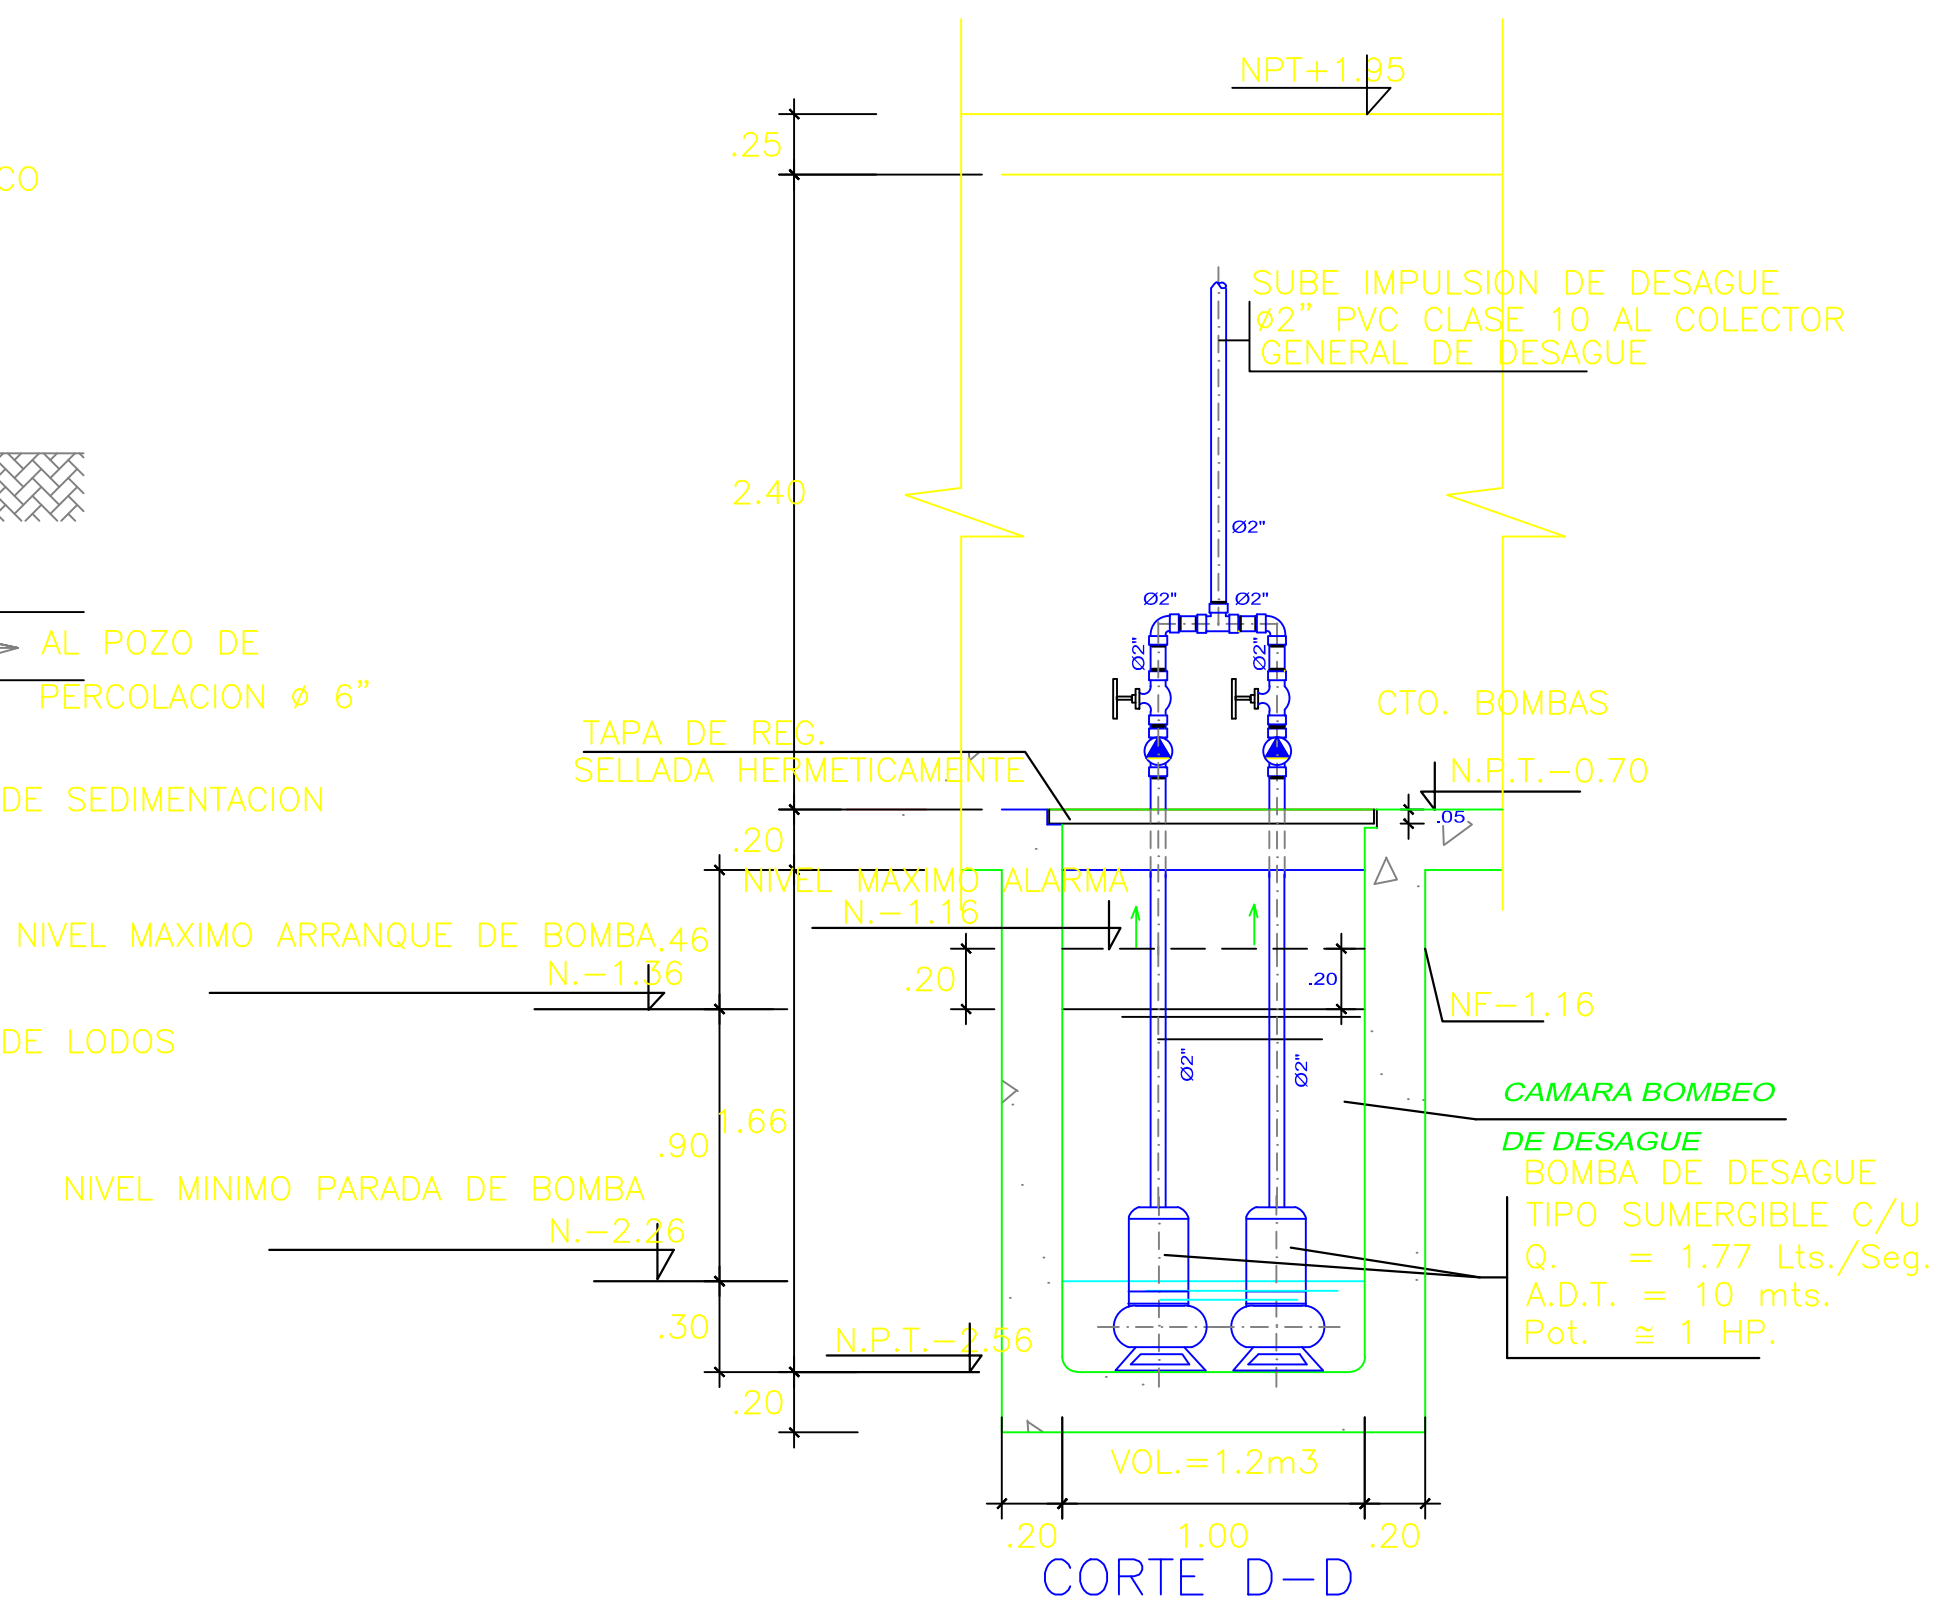 NPT+1.95
.25
CO
SUBE IMPULSION DE DESAGUE
ø2” PVC CLASE 10 AL COLECTOR
GENERAL DE DESAGUE
2.40
Ø2"
Ø2" Ø2"
Ø2" Ø2"
AL POZO DE
PERCOLACION ø 6”
CTO. BOMBAS
TAPA DE REG.
SELLADA HERMETICAMENTE
N.P.T.-0.70
DE SEDIMENTACION
.05
.20
NIVEL MAXIMO ALARMA
N.-1.16
NIVEL MAXIMO ARRANQUE DE BOMBA
.46
N.-1.36
.20
.20
NF-1.16
DE LODOS
Ø2" Ø2"
CAMARA BOMBEO
DE DESAGUE
1.66
.90
BOMBA DE DESAGUE
TIPO SUMERGIBLE C/U
Q. = 1.77 Lts./Seg.
A.D.T. = 10 mts.
Pot. ≅ 1 HP.
NIVEL MINIMO PARADA DE BOMBA
N.-2.26
.30
N.P.T.-2.56
.20
VOL.=1.2m3
.20 1.00 .20
CORTE D-D